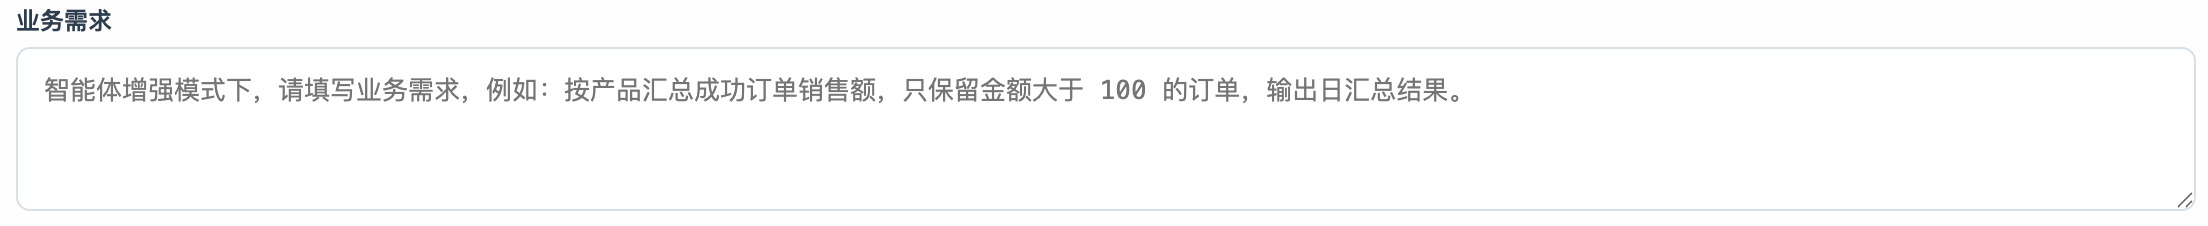 业务需求
智能体增强模式下，请填写业务需求，例如：按产品汇总成功订单销售额，只保留金额大于 100 的订单，输出日汇总结果。